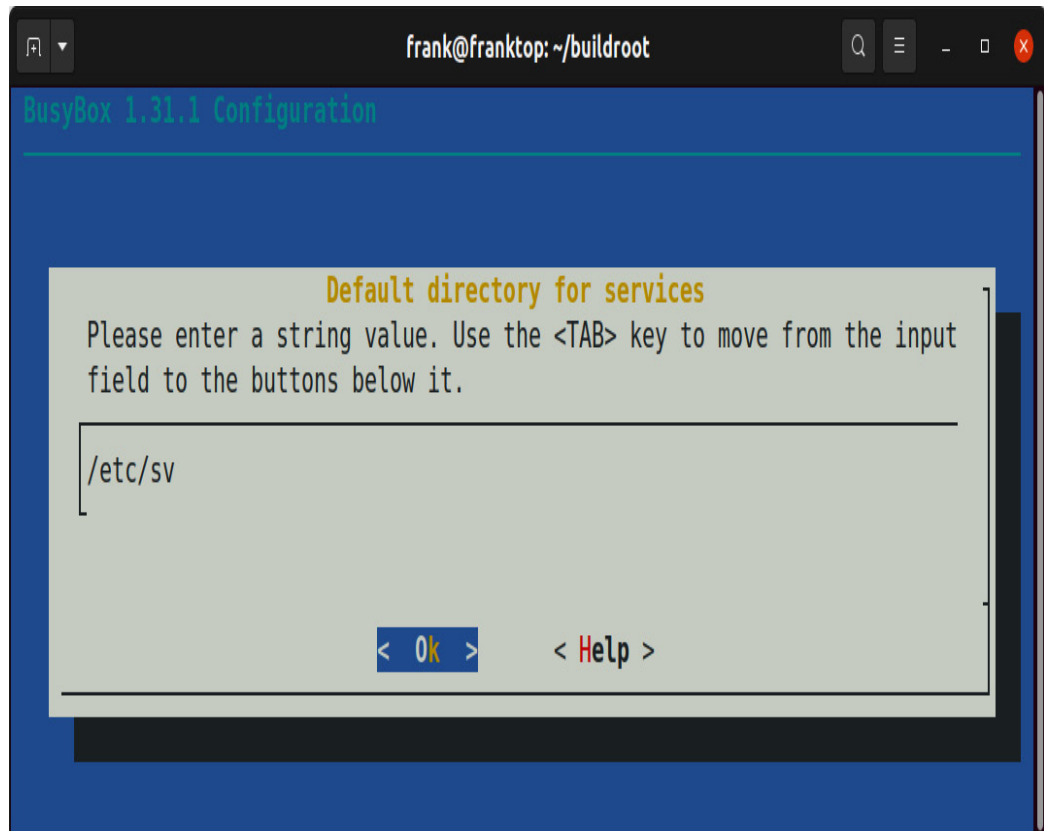 frank@franktop: ~/buildroot
BusyBox 1.31.1 Configuration
Default directory for services
Please enter a string value. Use the <TAB> key to move from the input
field to the buttons below it.
/etc/sv
< Ok > < Help >